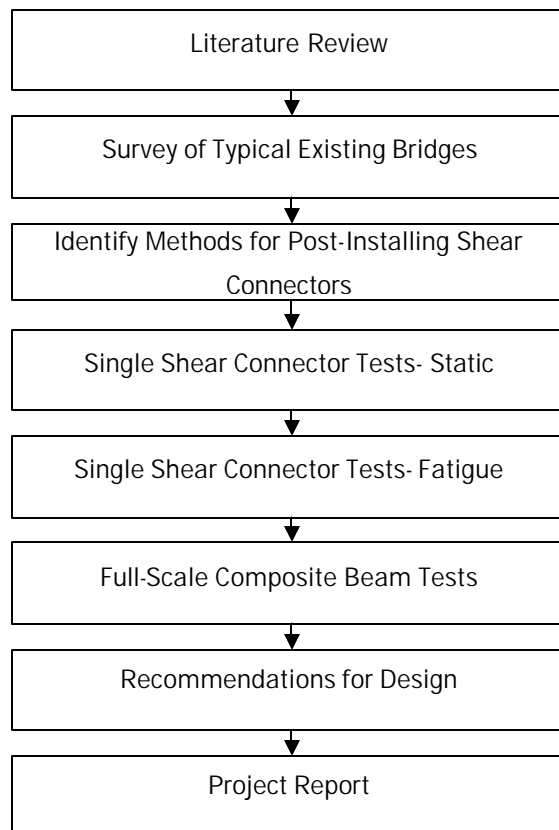 Literature Review
Survey of Typical Existing Bridges
Identify Methods for Post-Installing Shear
Connectors
Single Shear Connector Tests- Static
Single Shear Connector Tests- Fatigue
Full-Scale Composite Beam Tests
Recommendations for Design
Project Report